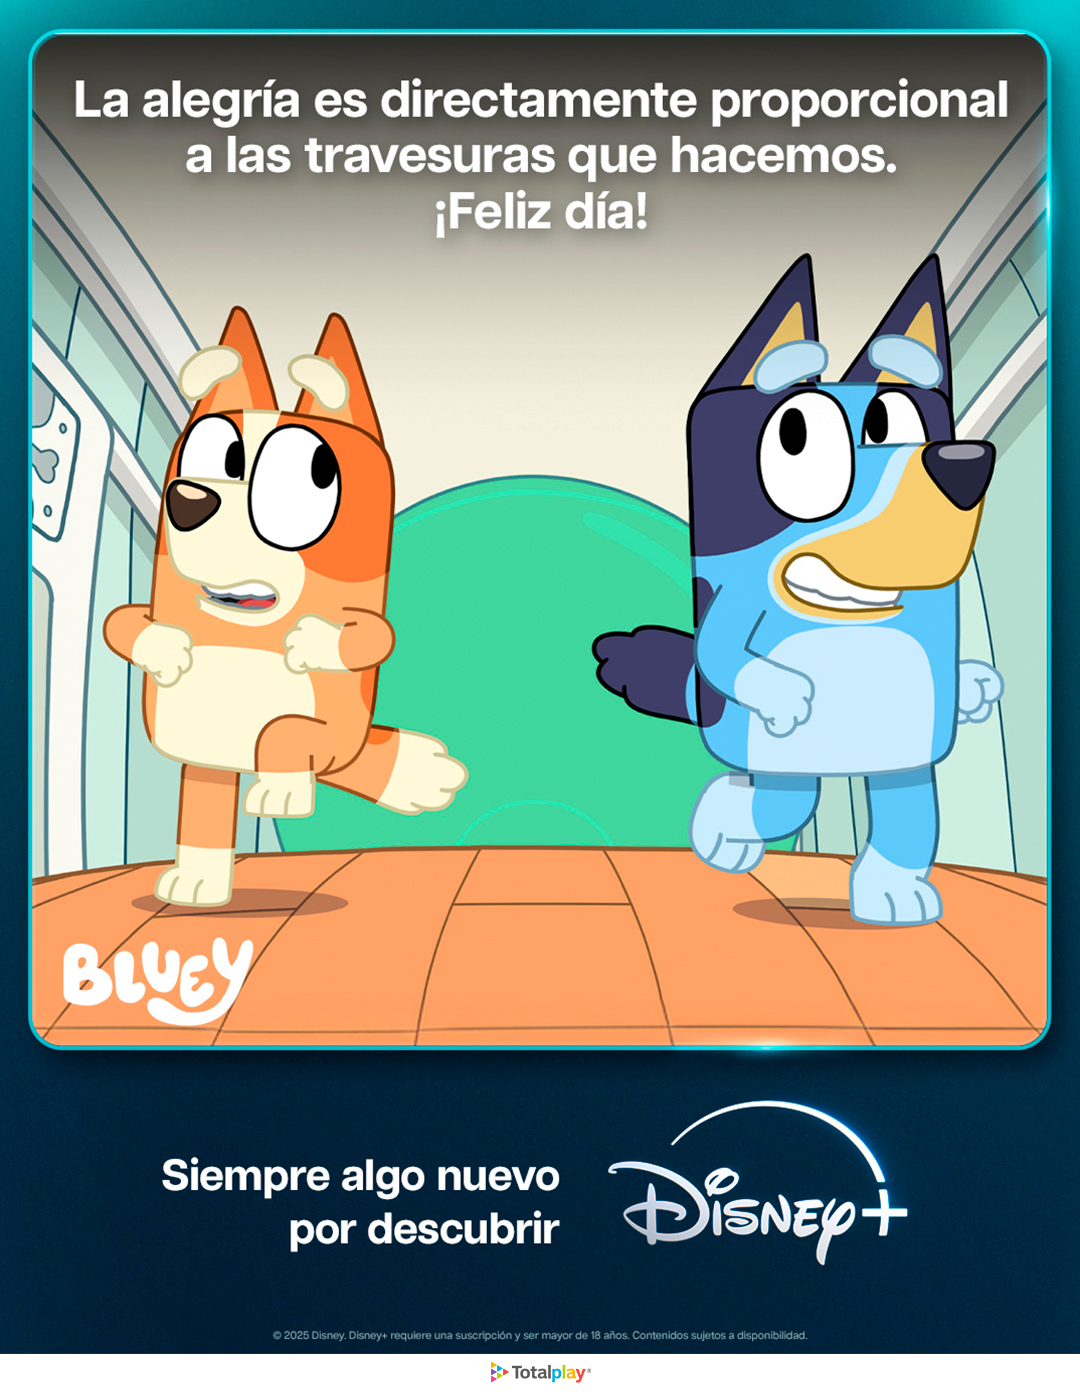 La alegría es directamente proporcional
a las travesuras que hacemos.
¡Feliz día!
BLUEY
Siempre algo nuevo
por descubrir
Disney+
© 2025 Disney. Disney+ requiere una suscripción y ser mayor de 18 años. Contenidos sujetos a disponibilidad.
Totalplay®